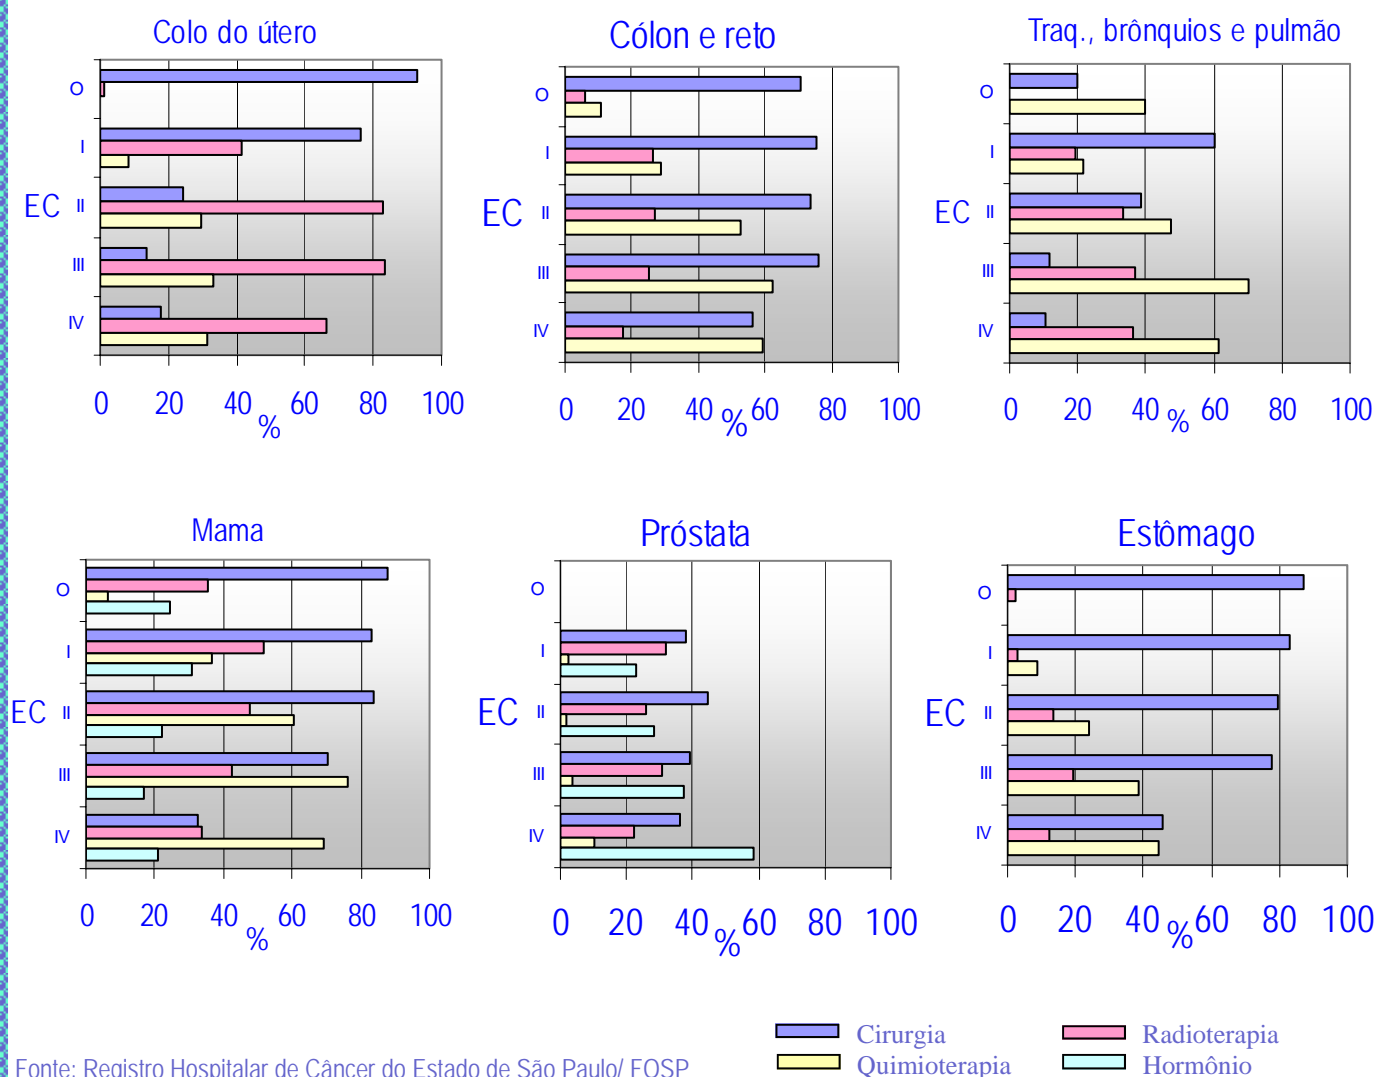 Colo do útero
O
I
EC II
III
IV
0 20 40 60 80 100
%
Cólon e reto
O
I
EC II
III
IV
0 20 40 60 80 100
%
Traq., brônquios e pulmão
O
I
EC II
III
IV
0 20 40 60 80 100
%
Mama
O
I
EC II
III
IV
0 20 40 60 80 100
%
Próstata
O
I
EC II
III
IV
0 20 40 60 80 100
%
Estômago
O
I
EC II
III
IV
0 20 40 60 80 100
%
Cirurgia Radioterapia
Quimioterapia Hormônio
Fonte: Registro Hospitalar de Câncer do Estado de São Paulo/ FOSP